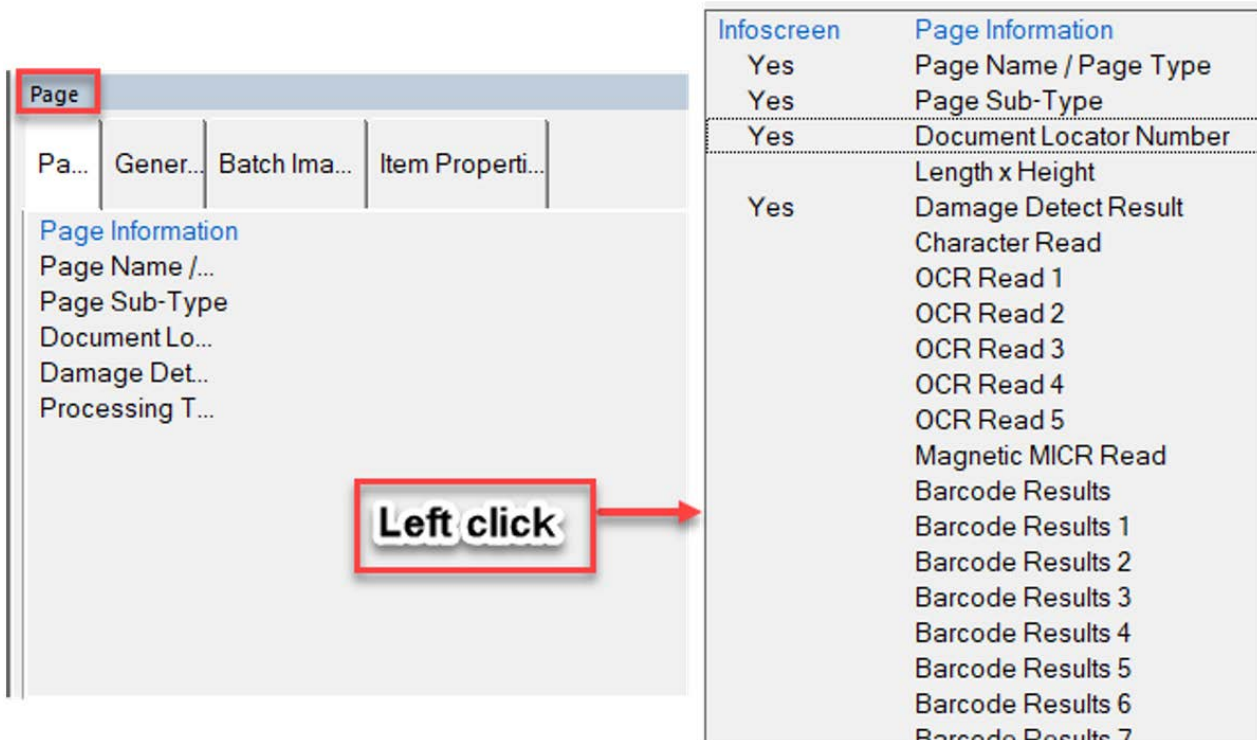 Page
Pa... Gener... Batch Ima... Item Properti...
Page Information
Page Name /...
Page Sub-Type
Document Lo...
Damage Det...
Processing T...
Left click
Infoscreen Page Information
Yes Page Name / Page Type
Yes Page Sub-Type
Yes Document Locator Number
Length x Height
Yes Damage Detect Result
Character Read
OCR Read 1
OCR Read 2
OCR Read 3
OCR Read 4
OCR Read 5
Magnetic MICR Read
Barcode Results
Barcode Results 1
Barcode Results 2
Barcode Results 3
Barcode Results 4
Barcode Results 5
Barcode Results 6
Barcode Results 7